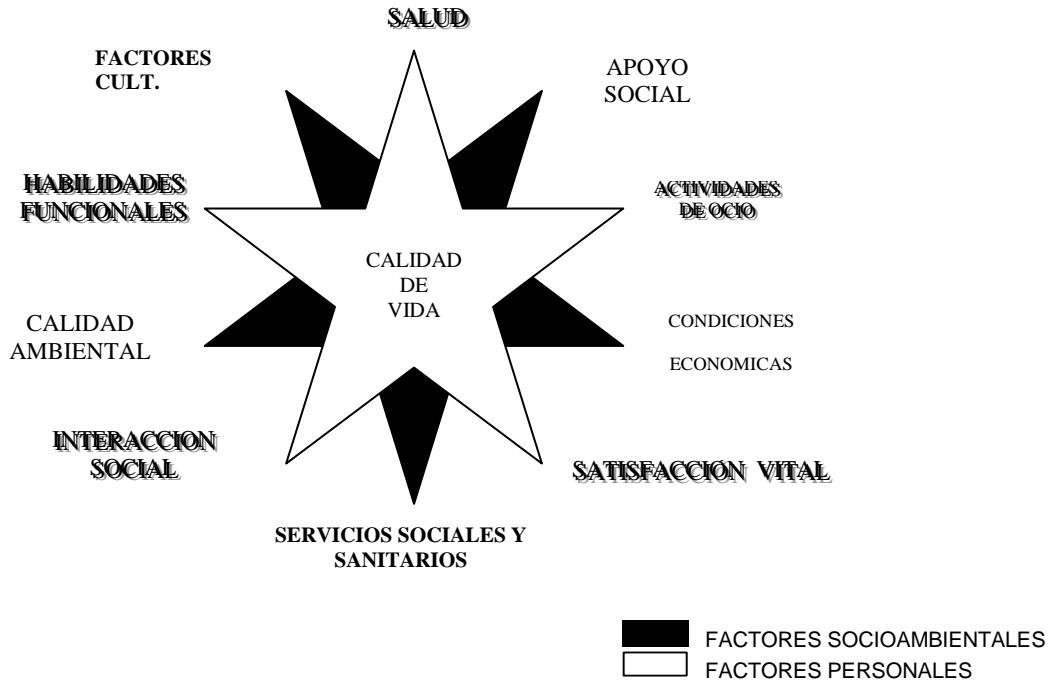 SALUD
FACTORES
CULT.
APOYO
SOCIAL
HABILIDADES
FUNCIONALES
ACTIVIDADES
DE OCIO
CALIDAD
DE
VIDA
CALIDAD
AMBIENTAL
CONDICIONES
ECONOMICAS
INTERACCION
SOCIAL
SATISFACCIÓN VITAL
SERVICIOS SOCIALES Y
SANITARIOS
FACTORES SOCIOAMBIENTALES
FACTORES PERSONALES